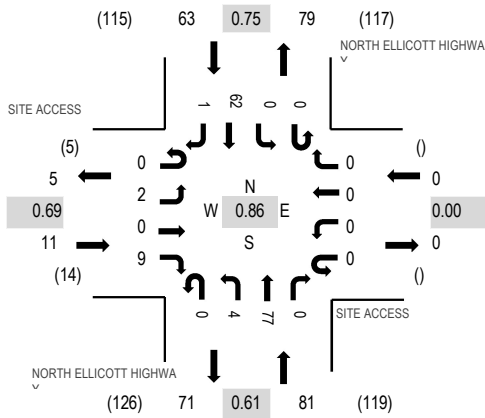 (115) 63 0.75 79 (117)
NORTH ELLICOTT HIGHWA
Y
SITE ACCESS
1 62 0 0
(5) 0 0 ()
5 2 0 0
N
0.69 0 W 0.86 E 0 0.00
S
11 9 0 0
(14) ()
0 4 77 0
SITE ACCESS
NORTH ELLICOTT HIGHWA
Y
(126) 71 0.61 81 (119)